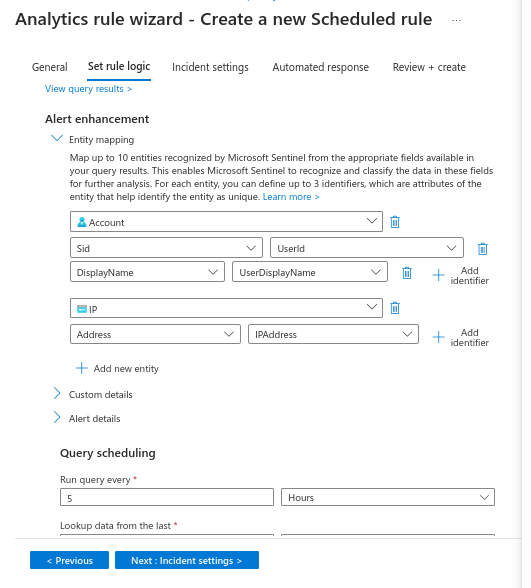 Analytics rule wizard - Create a new Scheduled rule ...
General Set rule logic Incident settings Automated response Review + create
View query results >
Alert enhancement
Entity mapping
Map up to 10 entities recognized by Microsoft Sentinel from the appropriate fields available in
your query results. This enables Microsoft Sentinel to recognize and classify the data in these fields
for further analysis. For each entity, you can define up to 3 identifiers, which are attributes of the
entity that help identify the entity as unique. Learn more >
Account
Sid UserId
DisplayName UserDisplayName Add
identifier
IP
Address IPAddress Add
identifier
Add new entity
Custom details
Alert details
Query scheduling
Run query every *
5 Hours
Lookup data from the last *
< Previous Next : Incident settings >